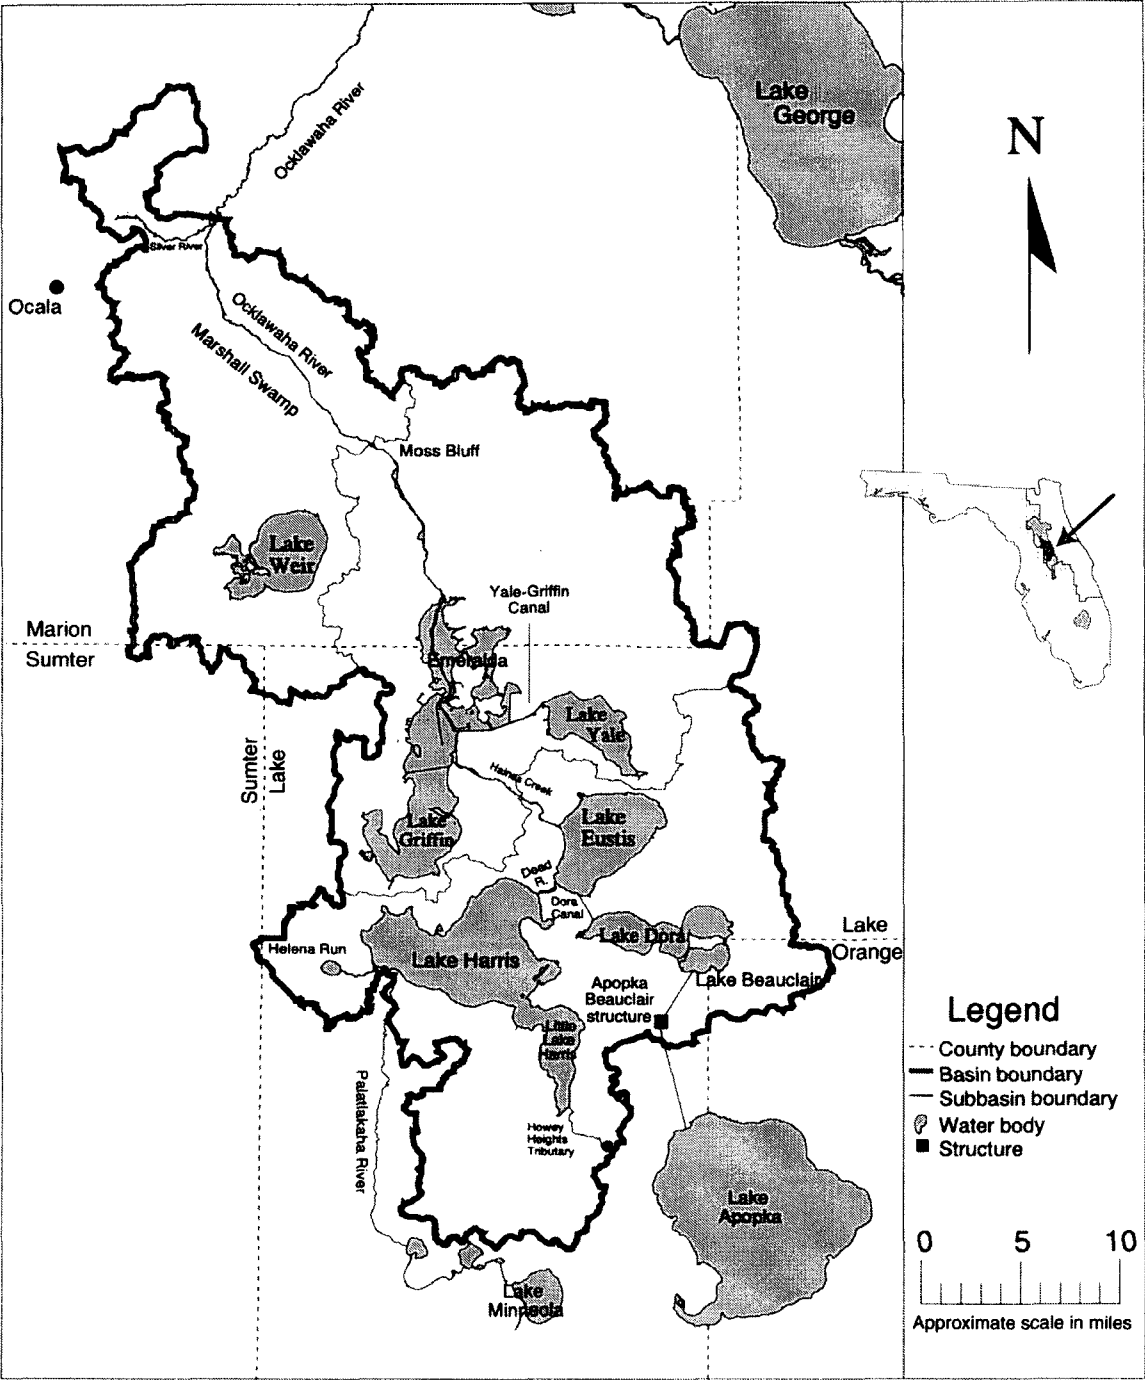 Lake
George
N
Ocklawaha River
Silver River
Ocala
Ocklawaha River
Marshall Swamp
Moss Bluff
Lake
Weir
Yale-Griffin
Canal
Marion
Sumter
Emeralda
Lake
Yale
Sumter
Lake
Haines Creek
Lake
Griffin
Lake
Eustis
Dead
R.
Dora
Canal
Lake Dora
Lake
Orange
Helena Run
Lake Harris
Apopka
Beauclair
structure
Lake Beauclair
Little
Lake
Harris
Palatlakaha River
Howey
Heights
Tributary
Lake
Apopka
Lake
Minneola
Legend
County boundary
Basin boundary
Subbasin boundary
Water body
Structure
0 5 10
Approximate scale in miles